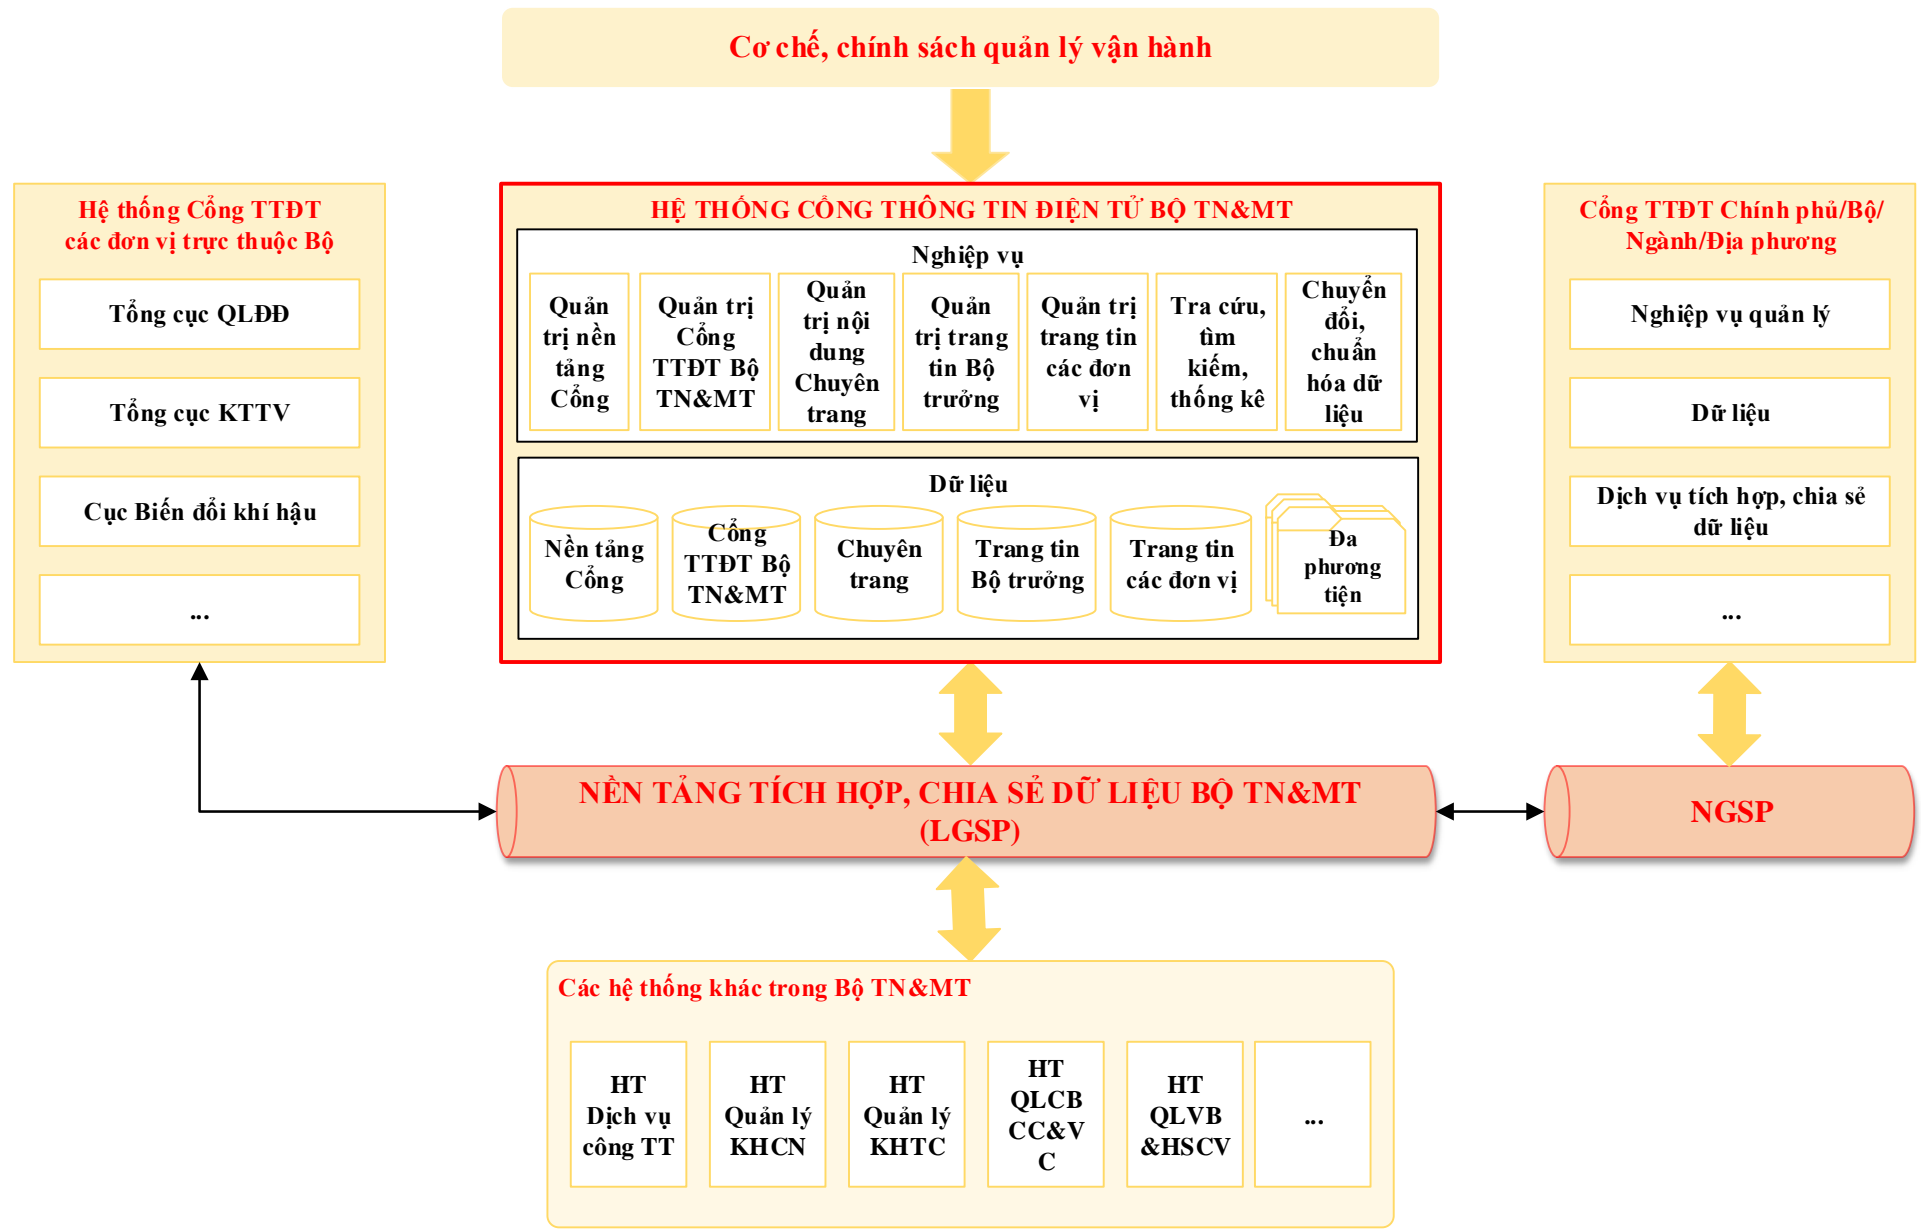 Cơ chế, chính sách quản lý vận hành
Hệ thống Cổng TTĐT
các đơn vị trực thuộc Bộ
Tổng cục QLĐĐ
Tổng cục KTTV
Cục Biến đổi khí hậu
...
HỆ THỐNG CỔNG THÔNG TIN ĐIỆN TỬ BỘ TN&MT
Nghiệp vụ
Quản
trị nền
tảng
Cổng
Quản trị
Cổng
TTĐT Bộ
TN&MT
Quản
trị nội
dung
Chuyên
trang
Quản
trị trang
tin Bộ
trưởng
Quản trị
trang tin
các đơn
vị
Tra cứu,
tìm
kiếm,
thống kê
Chuyển
đổi,
chuẩn
hóa dữ
liệu
Dữ liệu
Nền tảng
Cổng
Cổng
TTĐT Bộ
TN&MT
Chuyên
trang
Trang tin
Bộ trưởng
Trang tin
các đơn vị
Đa
phương
tiện
Cổng TTĐT Chính phủ/Bộ/
Ngành/Địa phương
Nghiệp vụ quản lý
Dữ liệu
Dịch vụ tích hợp, chia sẻ
dữ liệu
...
NỀN TẢNG TÍCH HỢP, CHIA SẺ DỮ LIỆU BỘ TN&MT
(LGSP)
NGSP
Các hệ thống khác trong Bộ TN&MT
HT
Dịch vụ
công TT
HT
Quản lý
KHCN
HT
Quản lý
KHTC
HT
QLCB
CC&V
C
HT
QLVB
&HSCV
...